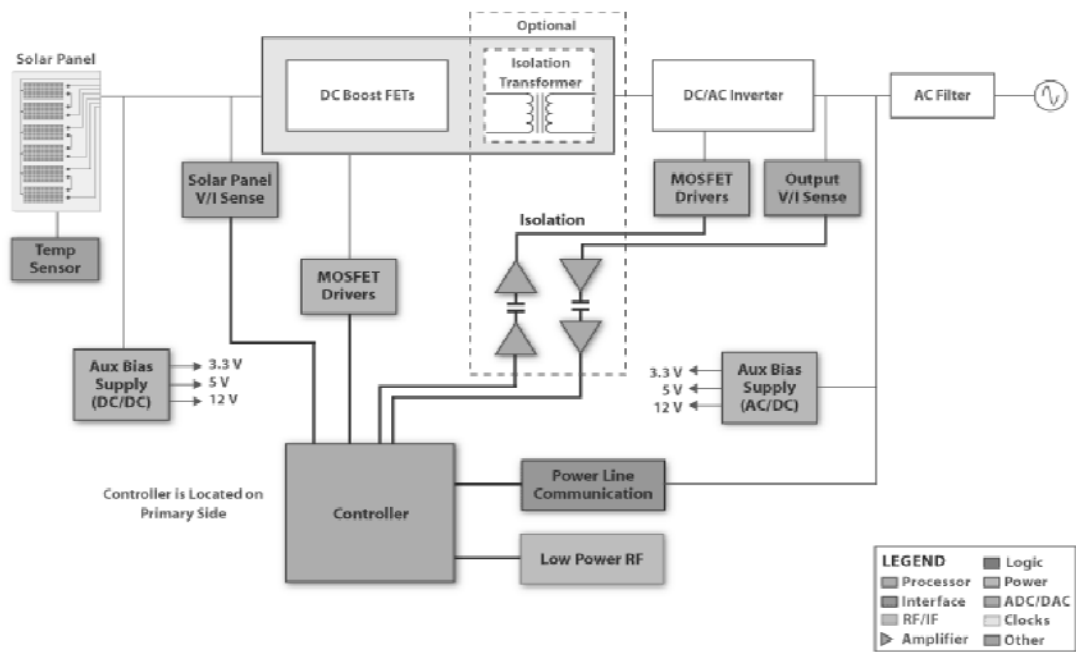 Optional
Solar Panel
Isolation
Transformer
DC Boost FETs
DC/AC Inverter
AC Filter
Solar Panel
V/I Sense
MOSFET
Drivers
Output
V/I Sense
Isolation
Temp
Sensor
MOSFET
Drivers
Aux Bias
Supply
(DC/DC)
3.3 V
5 V
12 V
3.3 V
5 V
12 V
Aux Bias
Supply
(AC/DC)
Controller is Located on
Primary Side
Controller
Power Line
Communication
Low Power RF
LEGEND
Processor
Interface
RF/IF
Amplifier
Logic
Power
ADC/DAC
Clocks
Other